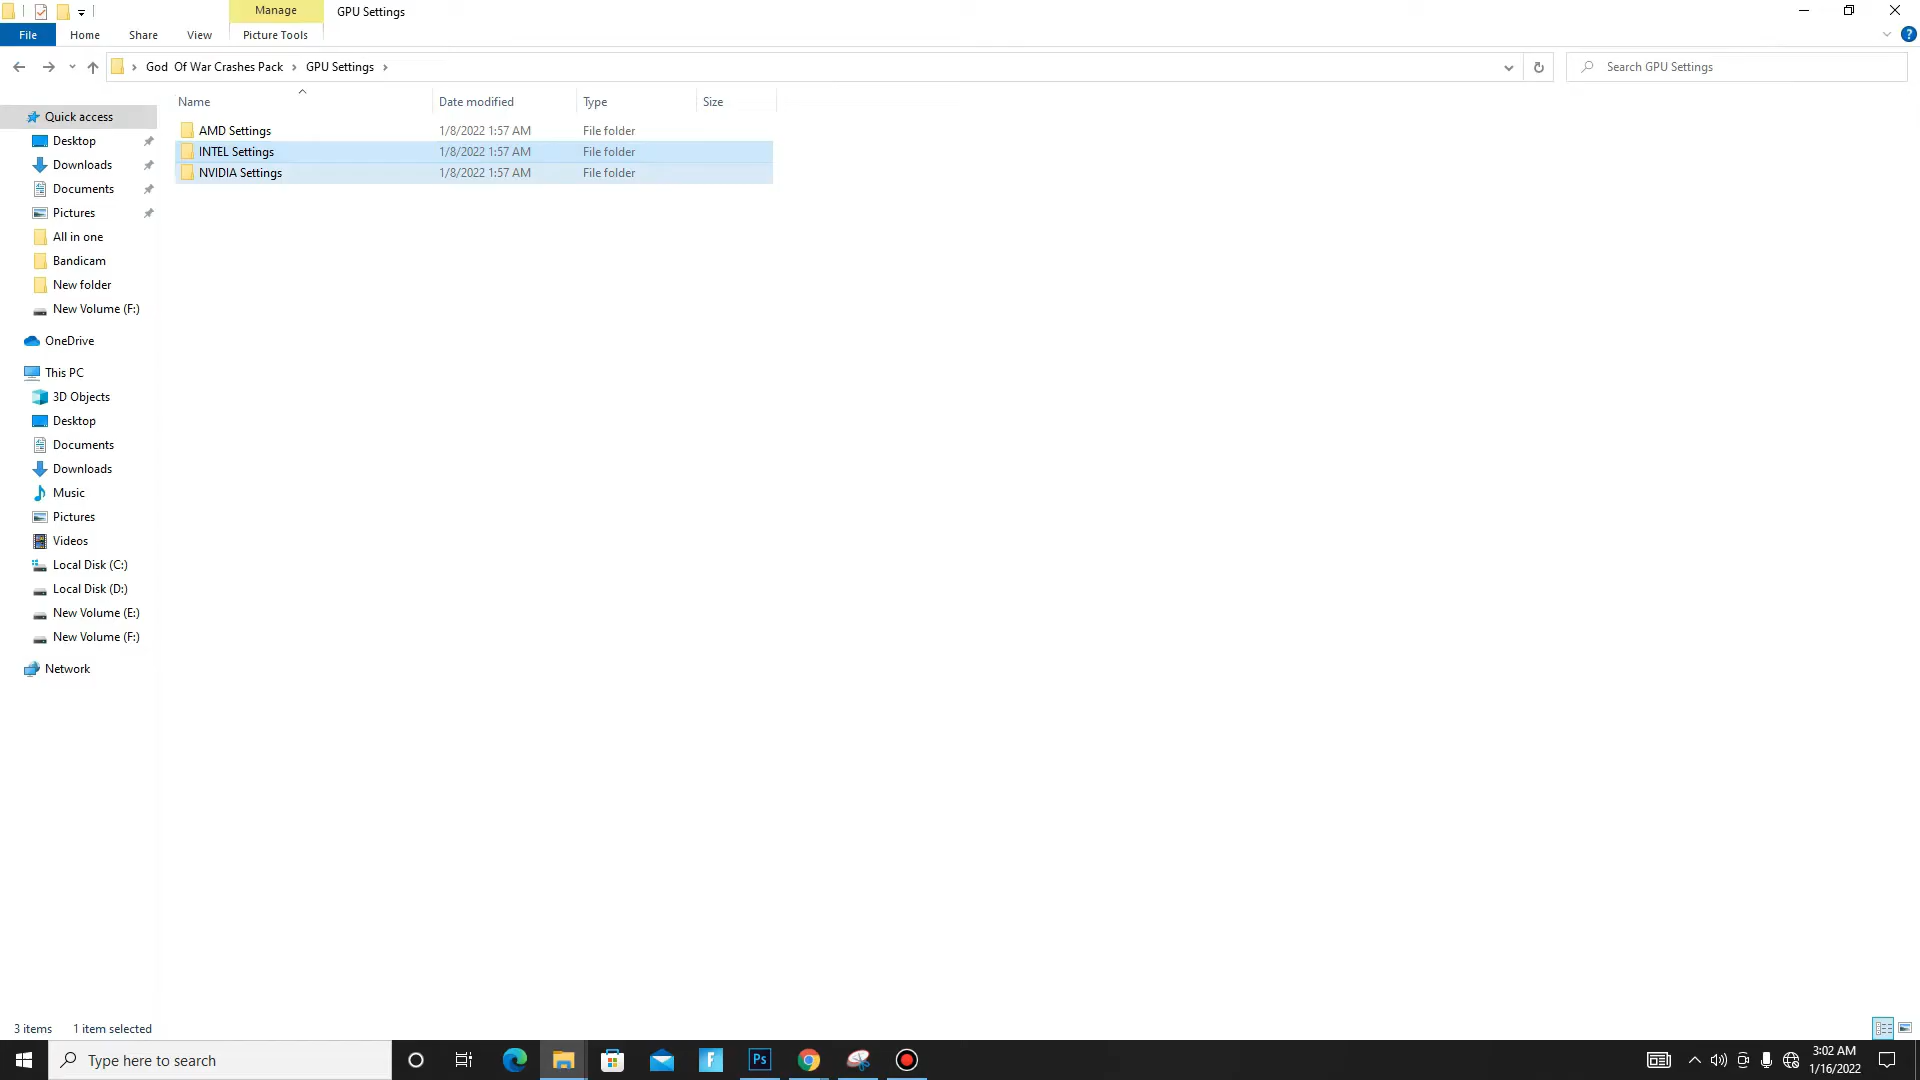 Manage
GPU Settings
File
Home
Share
View
Picture Tools
God Of War Crashes Pack
GPU Settings
Search GPU Settings
Name
Date modified
Type
Size
AMD Settings
1/8/2022 1:57 AM
File folder
INTEL Settings
1/8/2022 1:57 AM
File folder
NVIDIA Settings
1/8/2022 1:57 AM
File folder
Quick access
Desktop
Downloads
Documents
Pictures
All in one
Bandicam
New folder
New Volume (F:)
OneDrive
This PC
3D Objects
Desktop
Documents
Downloads
Music
Pictures
Videos
Local Disk (C:)
Local Disk (D:)
New Volume (E:)
New Volume (F:)
Network
3 items
1 item selected
Type here to search
Ps
3:02 AM
1/16/2022